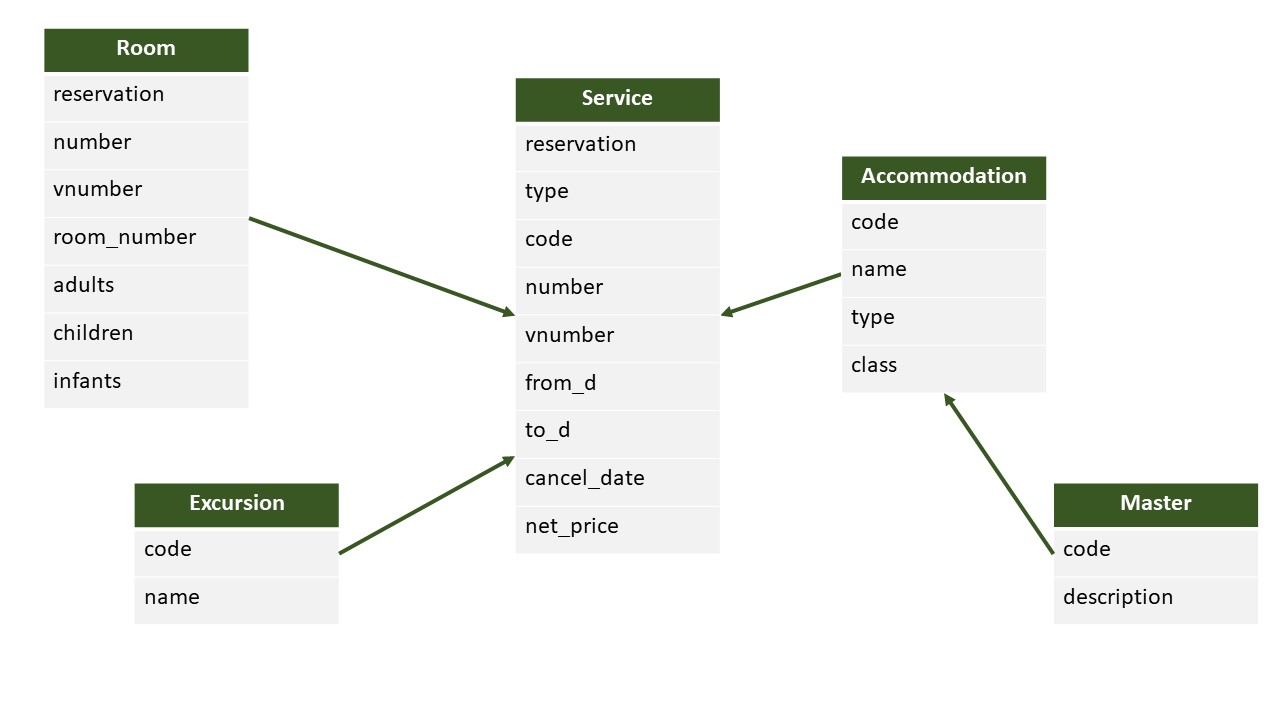 Room
reservation
number
vnumber
room_number
adults
children
infants
Service
reservation
type
code
number
vnumber
from_d
to_d
cancel_date
net_price
Accommodation
code
name
type
class
Excursion
code
name
Master
code
description